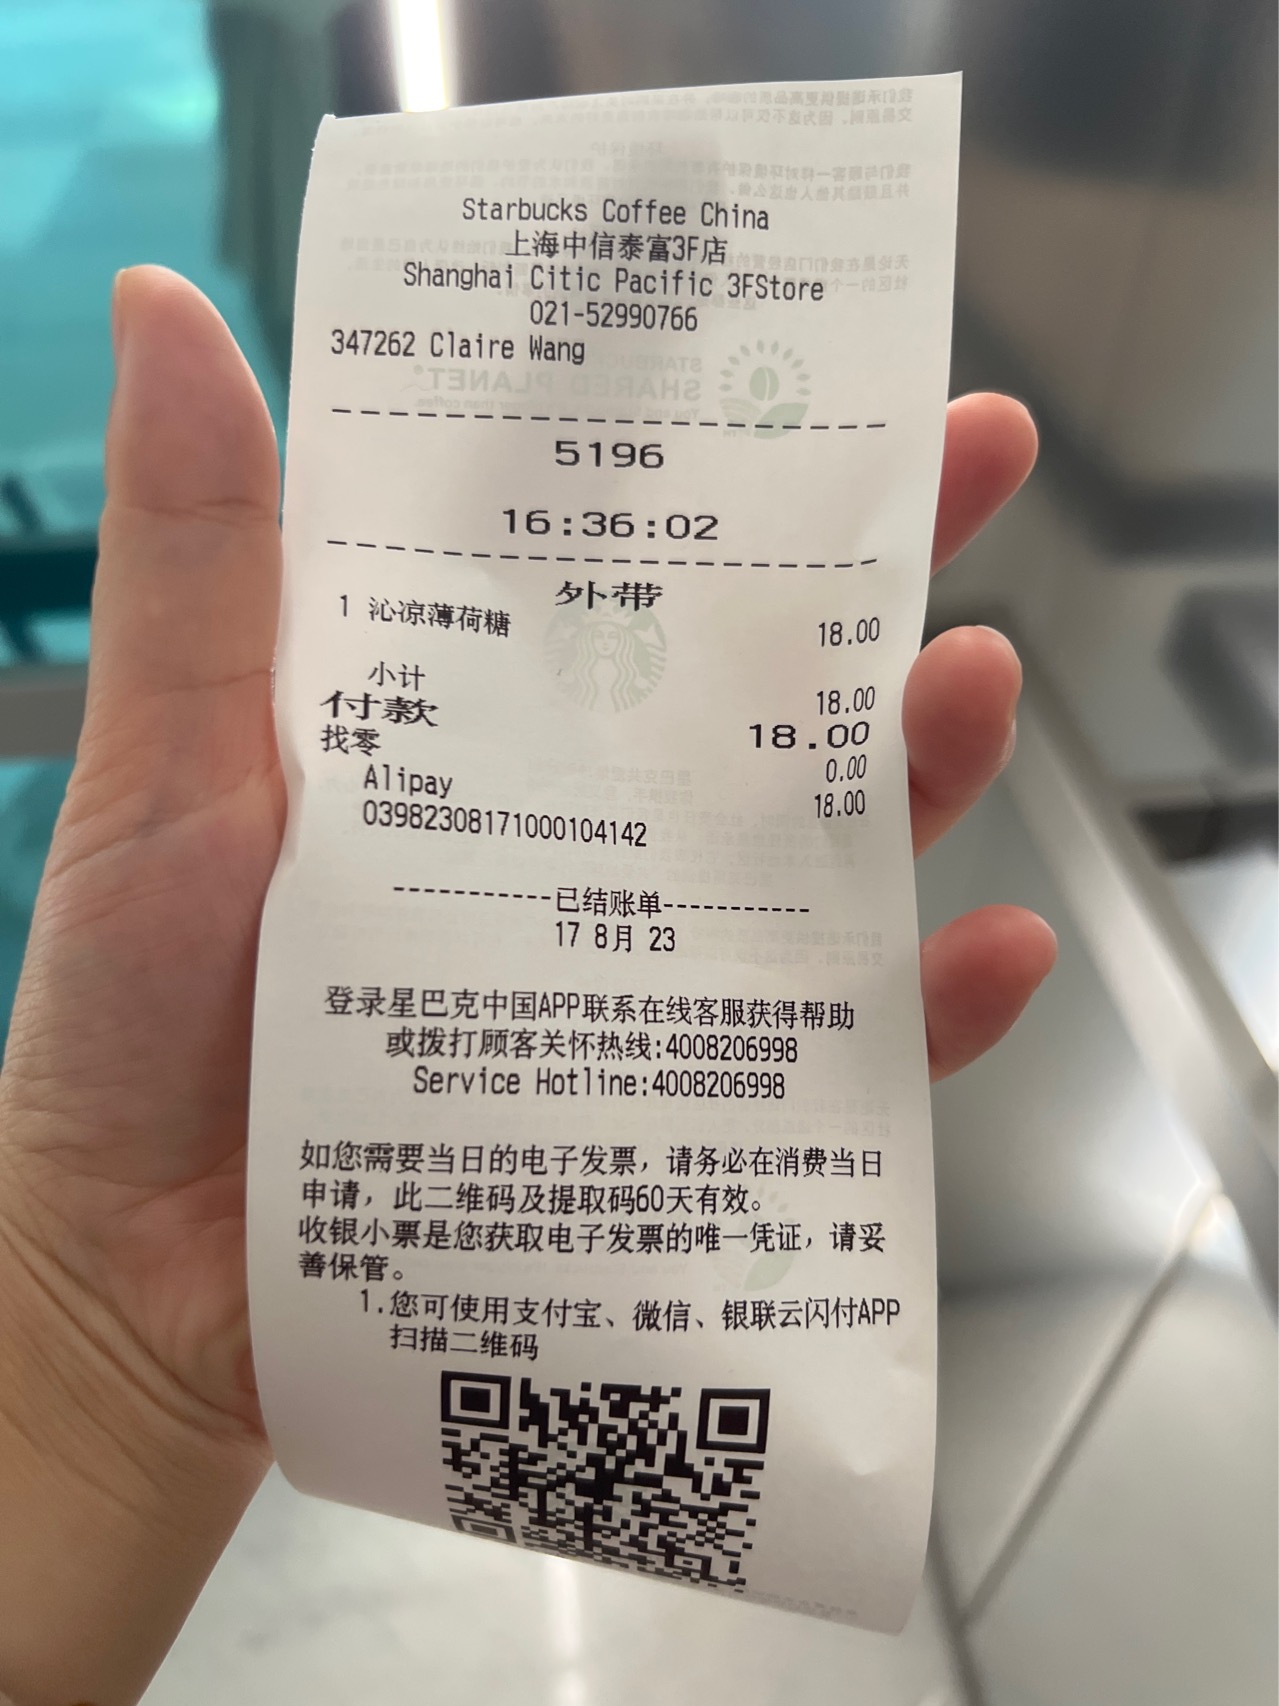 Starbucks Coffee China
上海中信泰富3F店
Shanghai Citic Pacific 3FStore
021-52990766
347262 Claire Wang
5196
16:36:02
外带
1 沁凉薄荷糖 18.00
小计 18.00
付款 18.00
找零 0.00
Alipay 18.00
03982308171000104142
-----------已结账单-----------
17 8月 23
登录星巴克中国APP联系在线客服获得帮助
或拨打顾客关怀热线:4008206998
Service Hotline:4008206998
如您需要当日的电子发票，请务必在消费当日
申请，此二维码及提取码60天有效。
收银小票是您获取电子发票的唯一凭证，请妥
善保管。
1.您可使用支付宝、微信、银联云闪付APP
扫描二维码